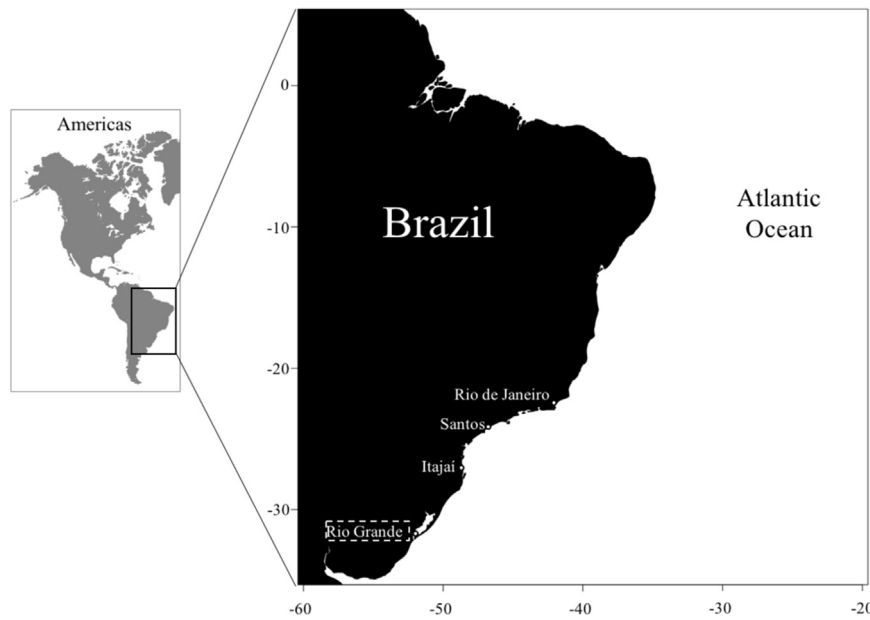 Americas
0
-10
-20
-30
Brazil
Atlantic
Ocean
Rio de Janeiro
Santos
Itajaí
Rio Grande
-60
-50
-40
-30
-20